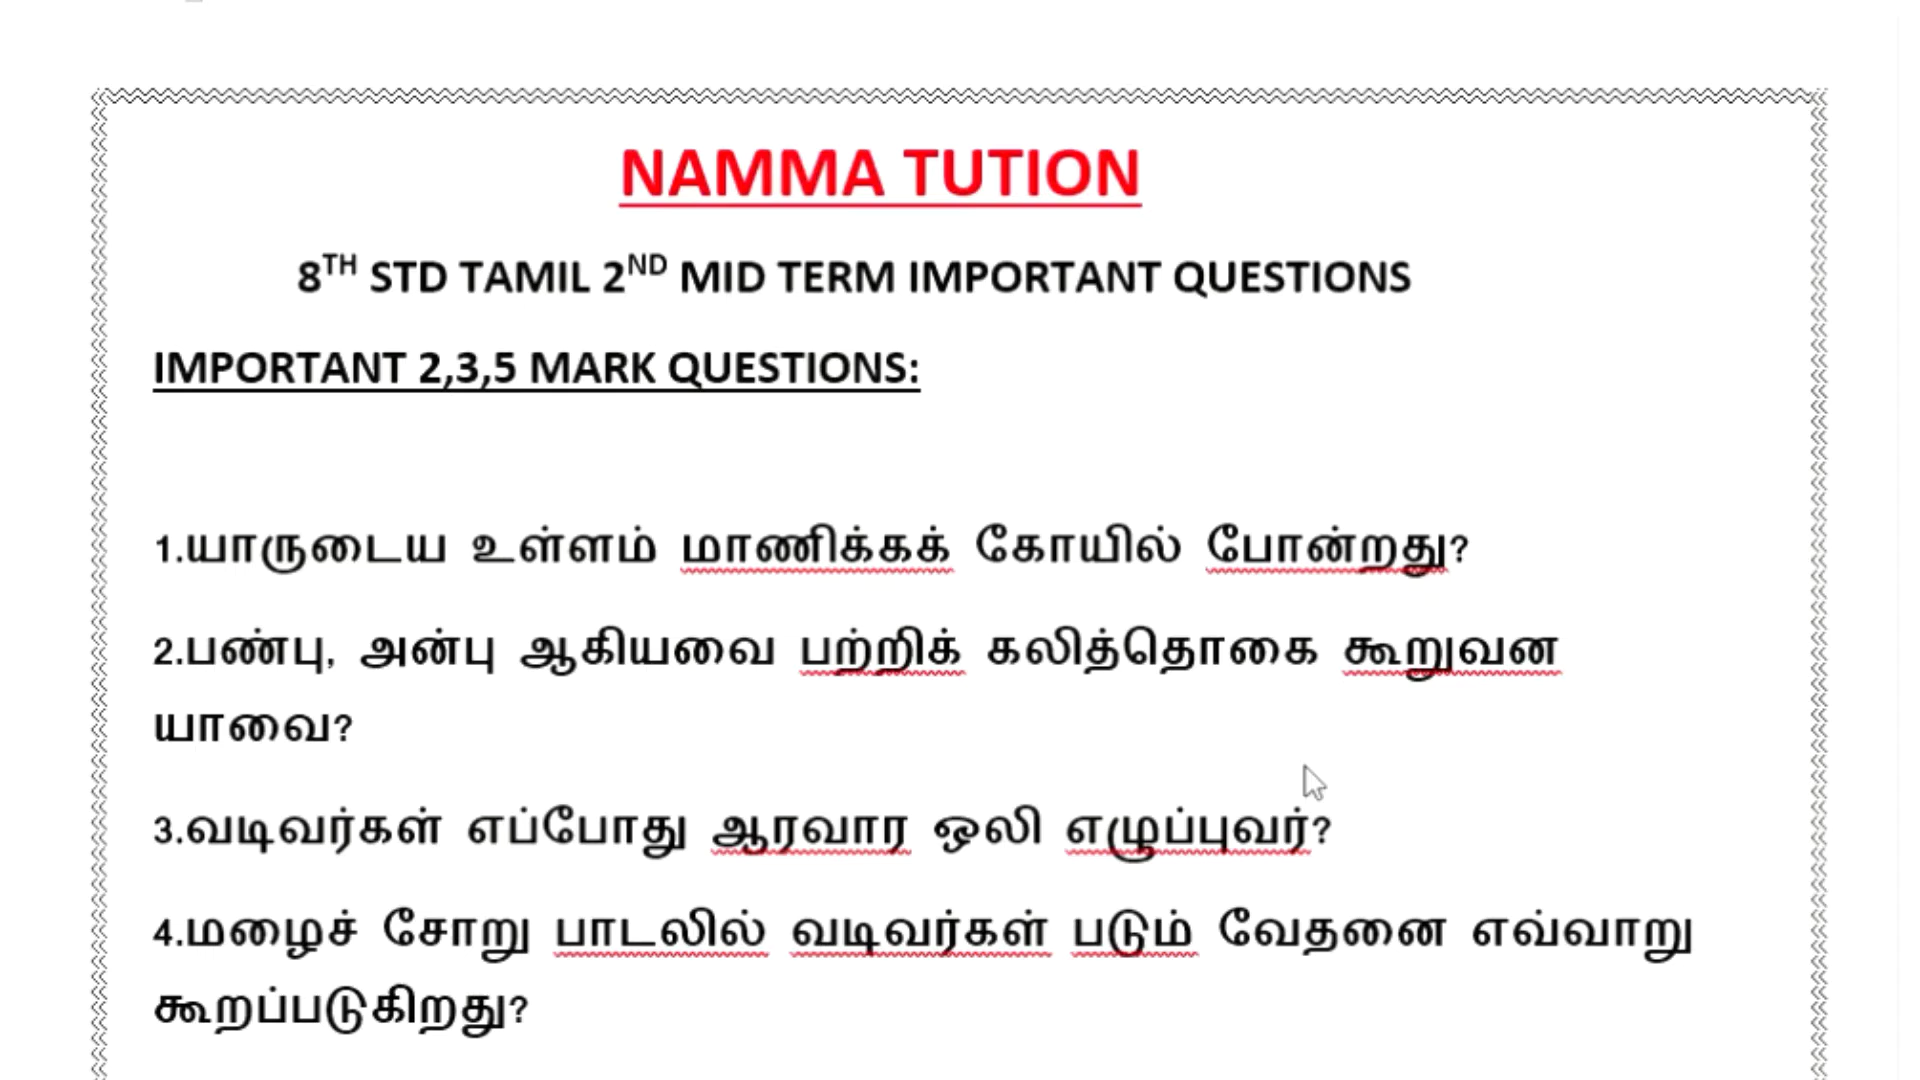 NAMMA TUTION
8TH STD TAMIL 2ND MID TERM IMPORTANT QUESTIONS
IMPORTANT 2,3,5 MARK QUESTIONS:
1.யாருடைய உள்ளம் மாணிக்கக் கோயில் போன்றது?
2.பண்பு, அன்பு ஆகியவை பற்றிக் கலித்தொகை கூறுவன
யாவை?
3.வடிவர்கள் எப்போது ஆரவார ஒலி எழுப்புவர்?
4.மழைச் சோறு பாடலில் வடிவர்கள் படும் வேதனை எவ்வாறு
கூறப்படுகிறது?